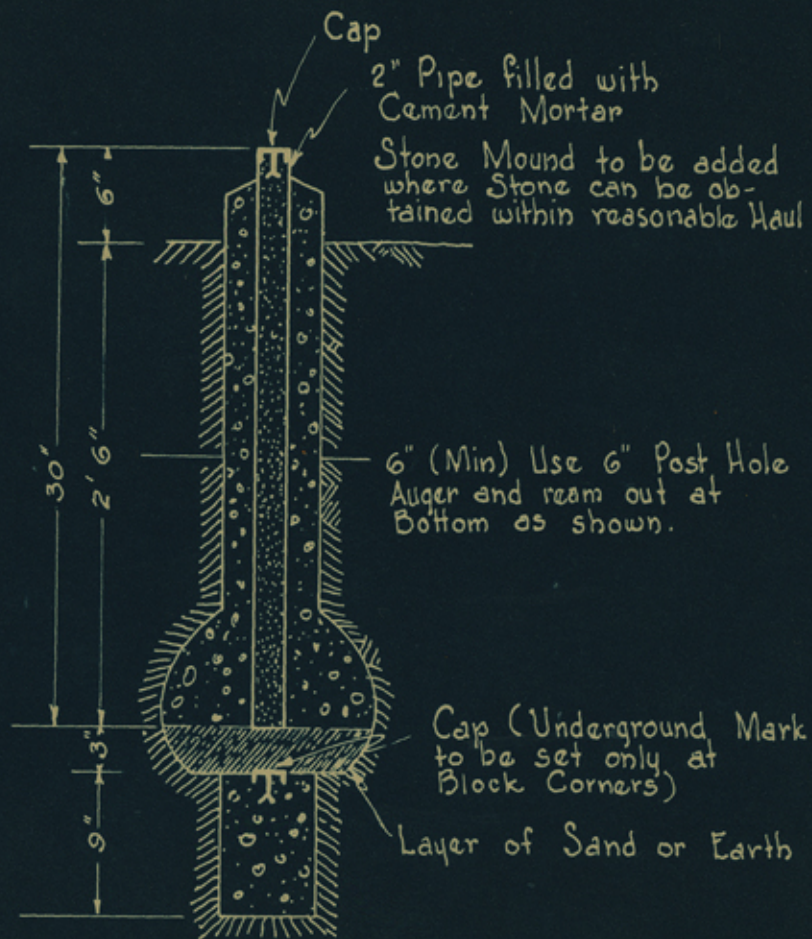 Cap
2" Pipe filled with
Cement Mortar
Stone Mound to be added
where Stone can be ob-
tained within reasonable Haul
6"
30"
2' 6"
6" (Min) Use 6" Post Hole
Auger and ream out at
Bottom as shown.
Cap (Underground Mark
to be set only at
Block Corners)
3"
Layer of Sand or Earth
9"